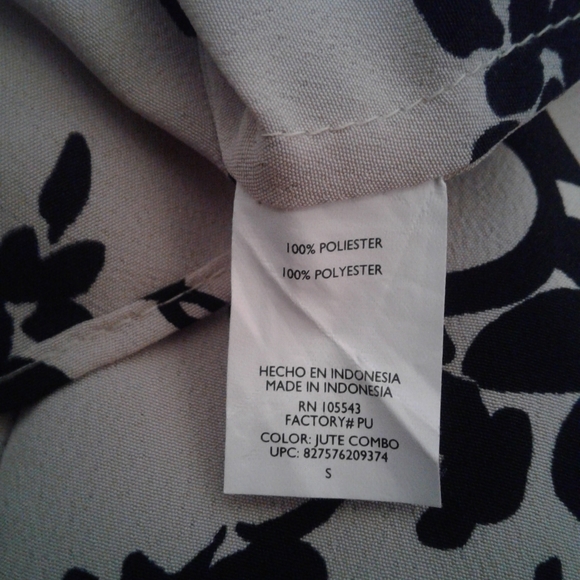 100% POLIESTER
100% POLYESTER
HECHO EN INDONESIA
MADE IN INDONESIA
RN 105543
FACTORY# PU
COLOR: JUTE COMBO
UPC: 827576209374
S